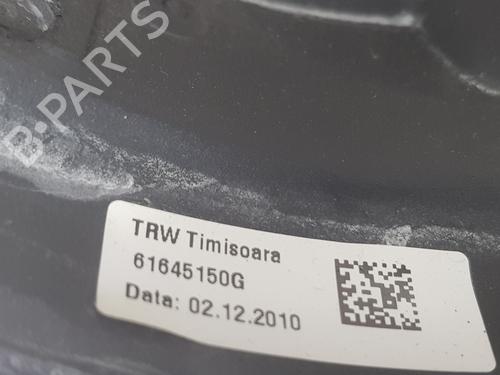 B-PARTS
TRW Timisoara
61645150G
Data: 02.12.2010